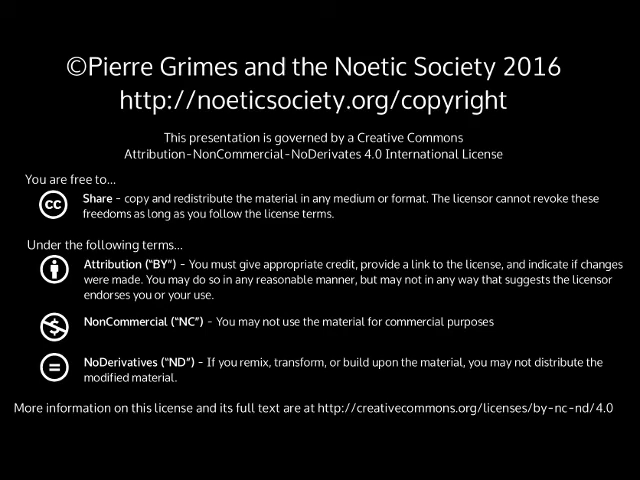 ©Pierre Grimes and the Noetic Society 2016
http://noeticsociety.org/copyright
This presentation is governed by a Creative Commons
Attribution-NonCommercial-NoDerivates 4.0 International License
You are free to...
Share - copy and redistribute the material in any medium or format. The licensor cannot revoke these
freedoms as long as you follow the license terms.
Under the following terms...
Attribution ("BY") - You must give appropriate credit, provide a link to the license, and indicate if changes
were made. You may do so in any reasonable manner, but may not in any way that suggests the licensor
endorses you or your use.
NonCommercial ("NC") - You may not use the material for commercial purposes
NoDerivatives ("ND") - If you remix, transform, or build upon the material, you may not distribute the
modified material.
More information on this license and its full text are at http://creativecommons.org/licenses/by-nc-nd/4.0